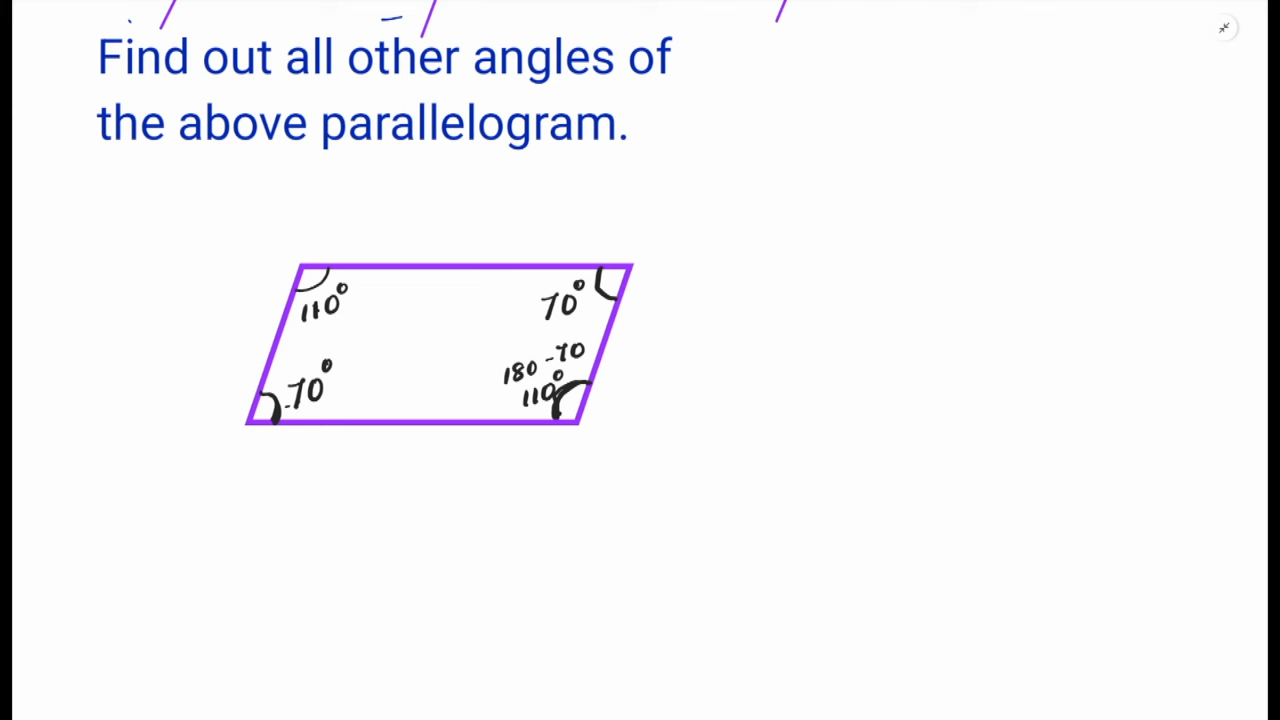 Find out all other angles of
the above parallelogram.
110°
70°
180 - 70
110°
70°